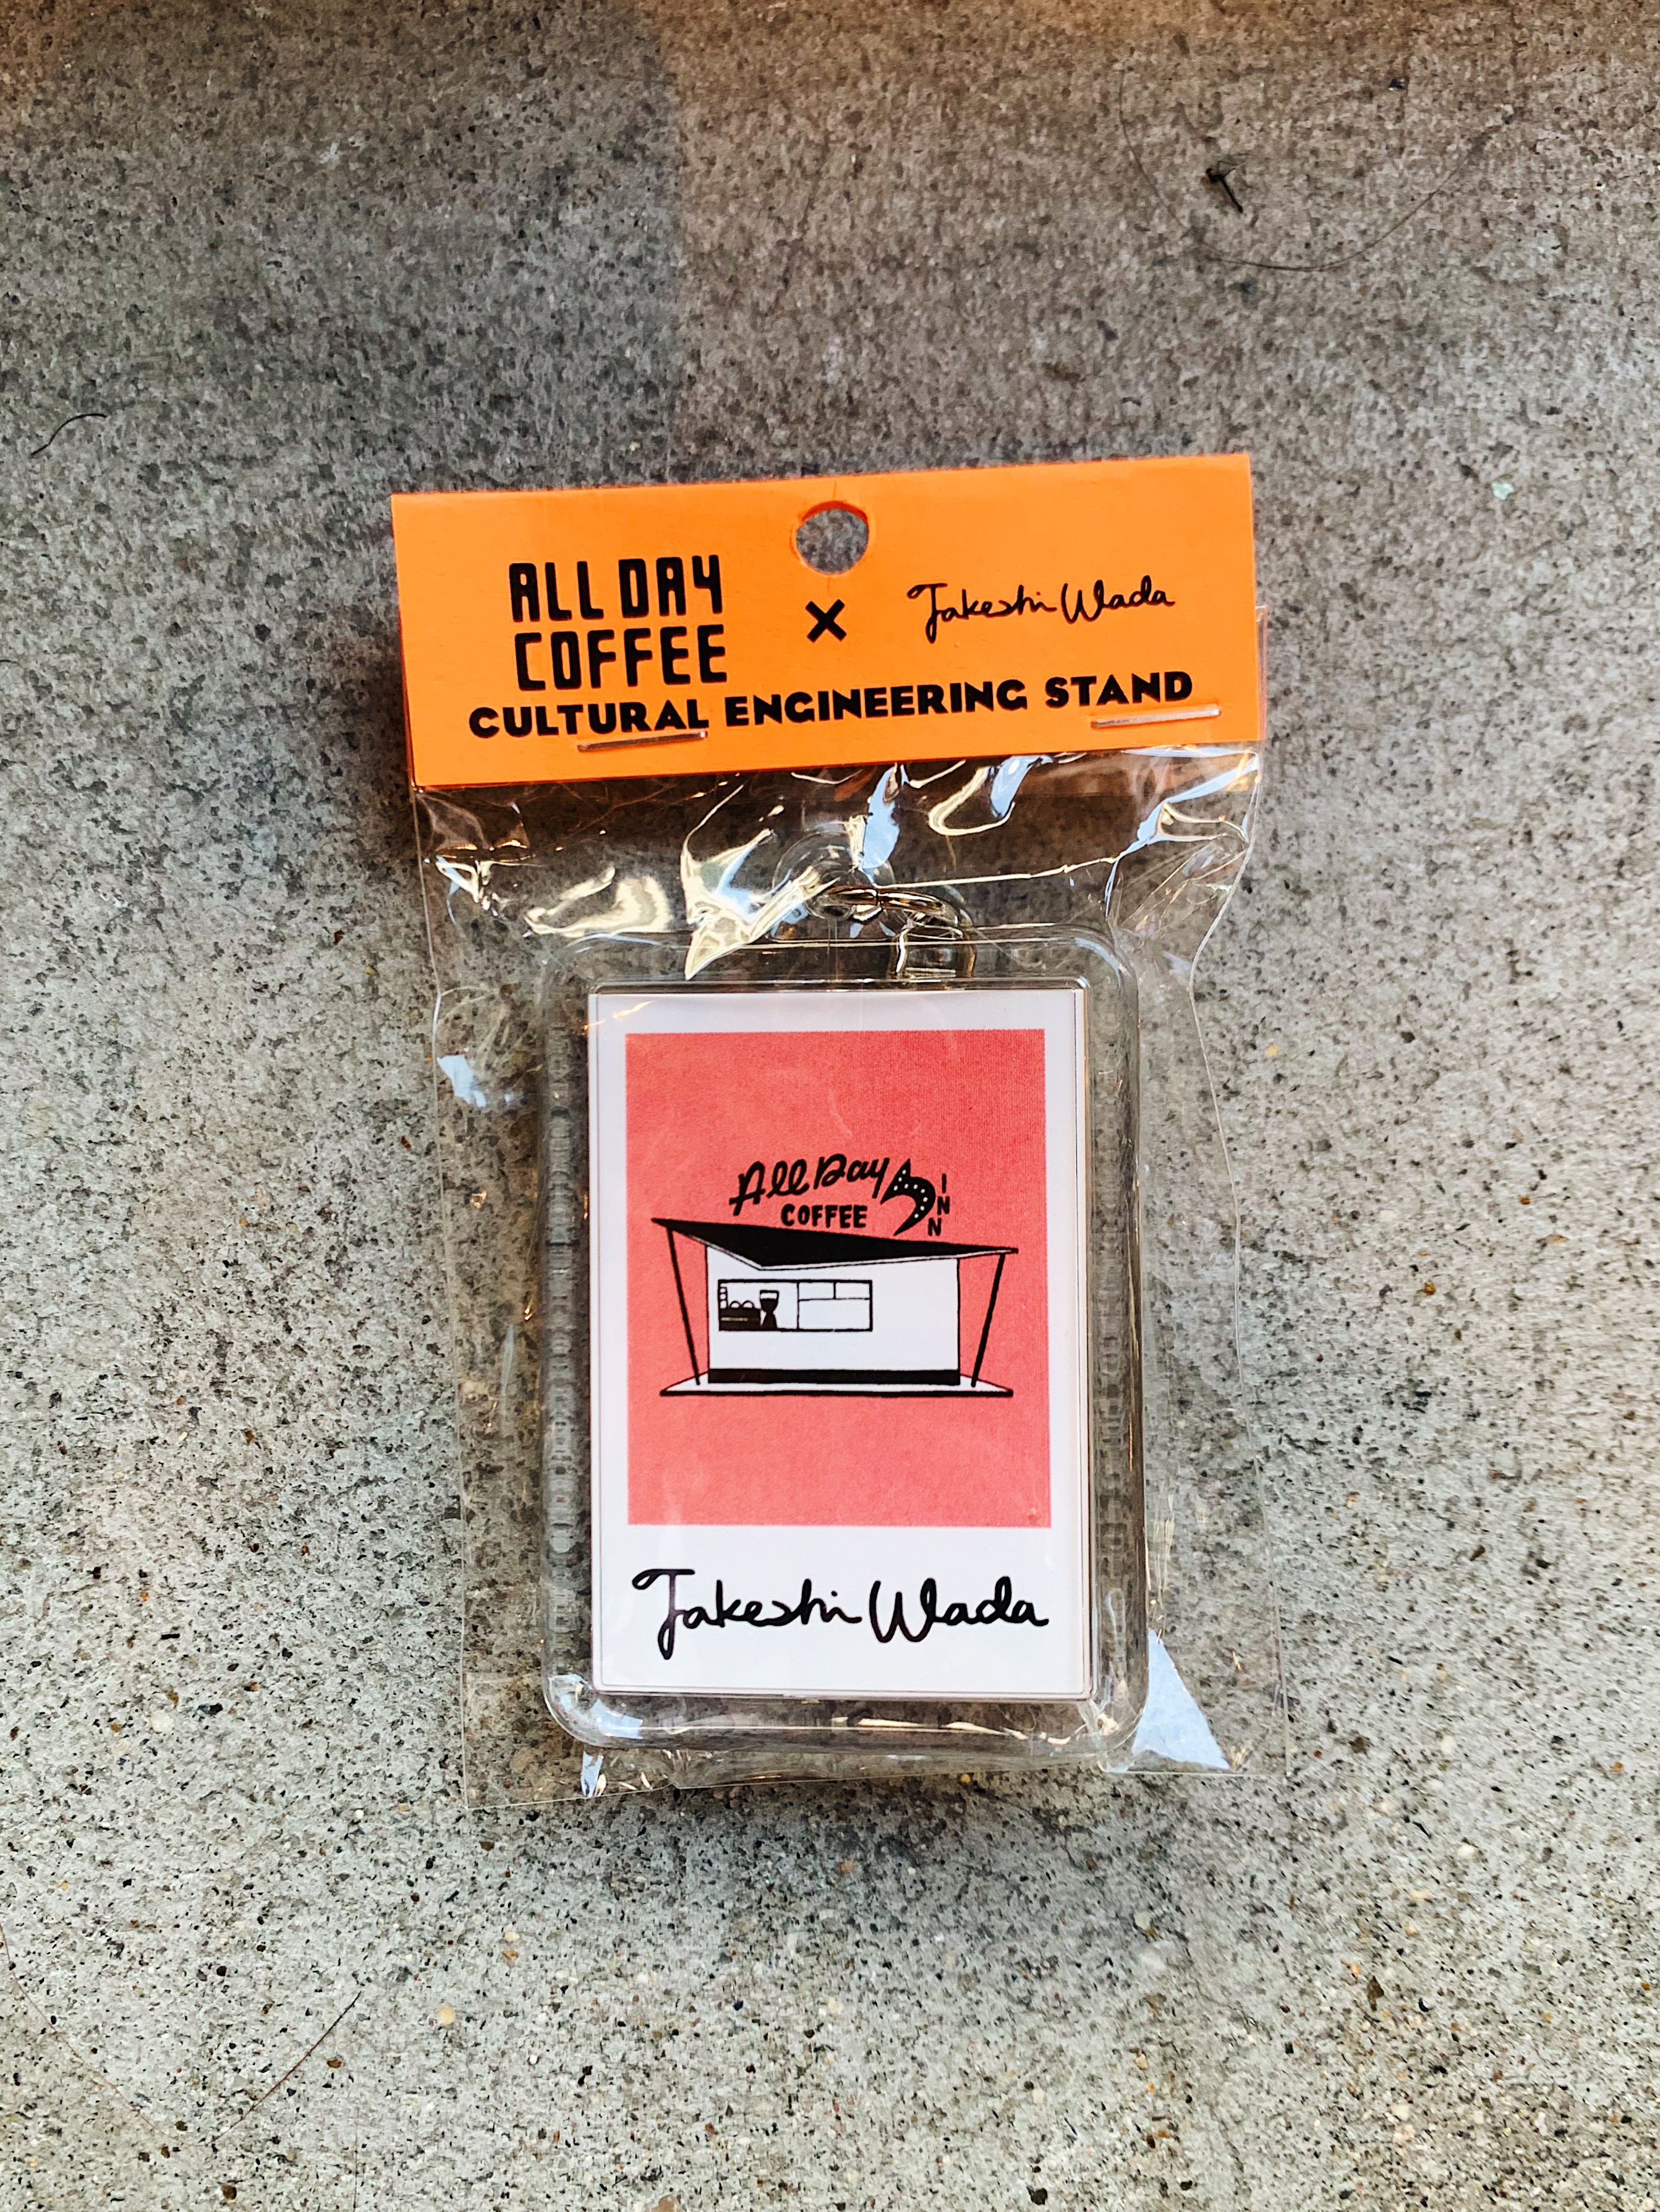 ALL DAY
COFFEE
×
Takeshi Wada
CULTURAL ENGINEERING STAND
All Day
COFFEE
INN
Takeshi Wada